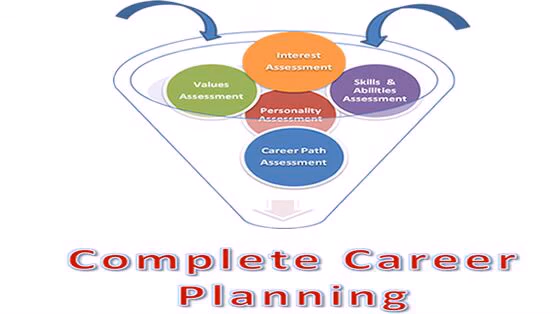 Interest
Assessment
Values
Assessment
Skills &
Abilities
Assessment
Personality
Assessment
Career Path
Assessment
Complete Career
Planning